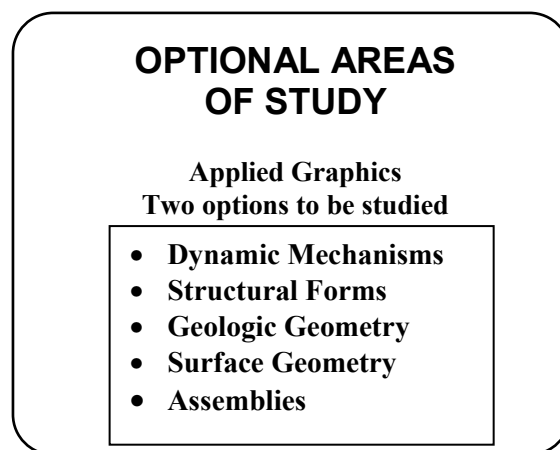 OPTIONAL AREAS
OF STUDY
Applied Graphics
Two options to be studied
• Dynamic Mechanisms
• Structural Forms
• Geologic Geometry
• Surface Geometry
• Assemblies